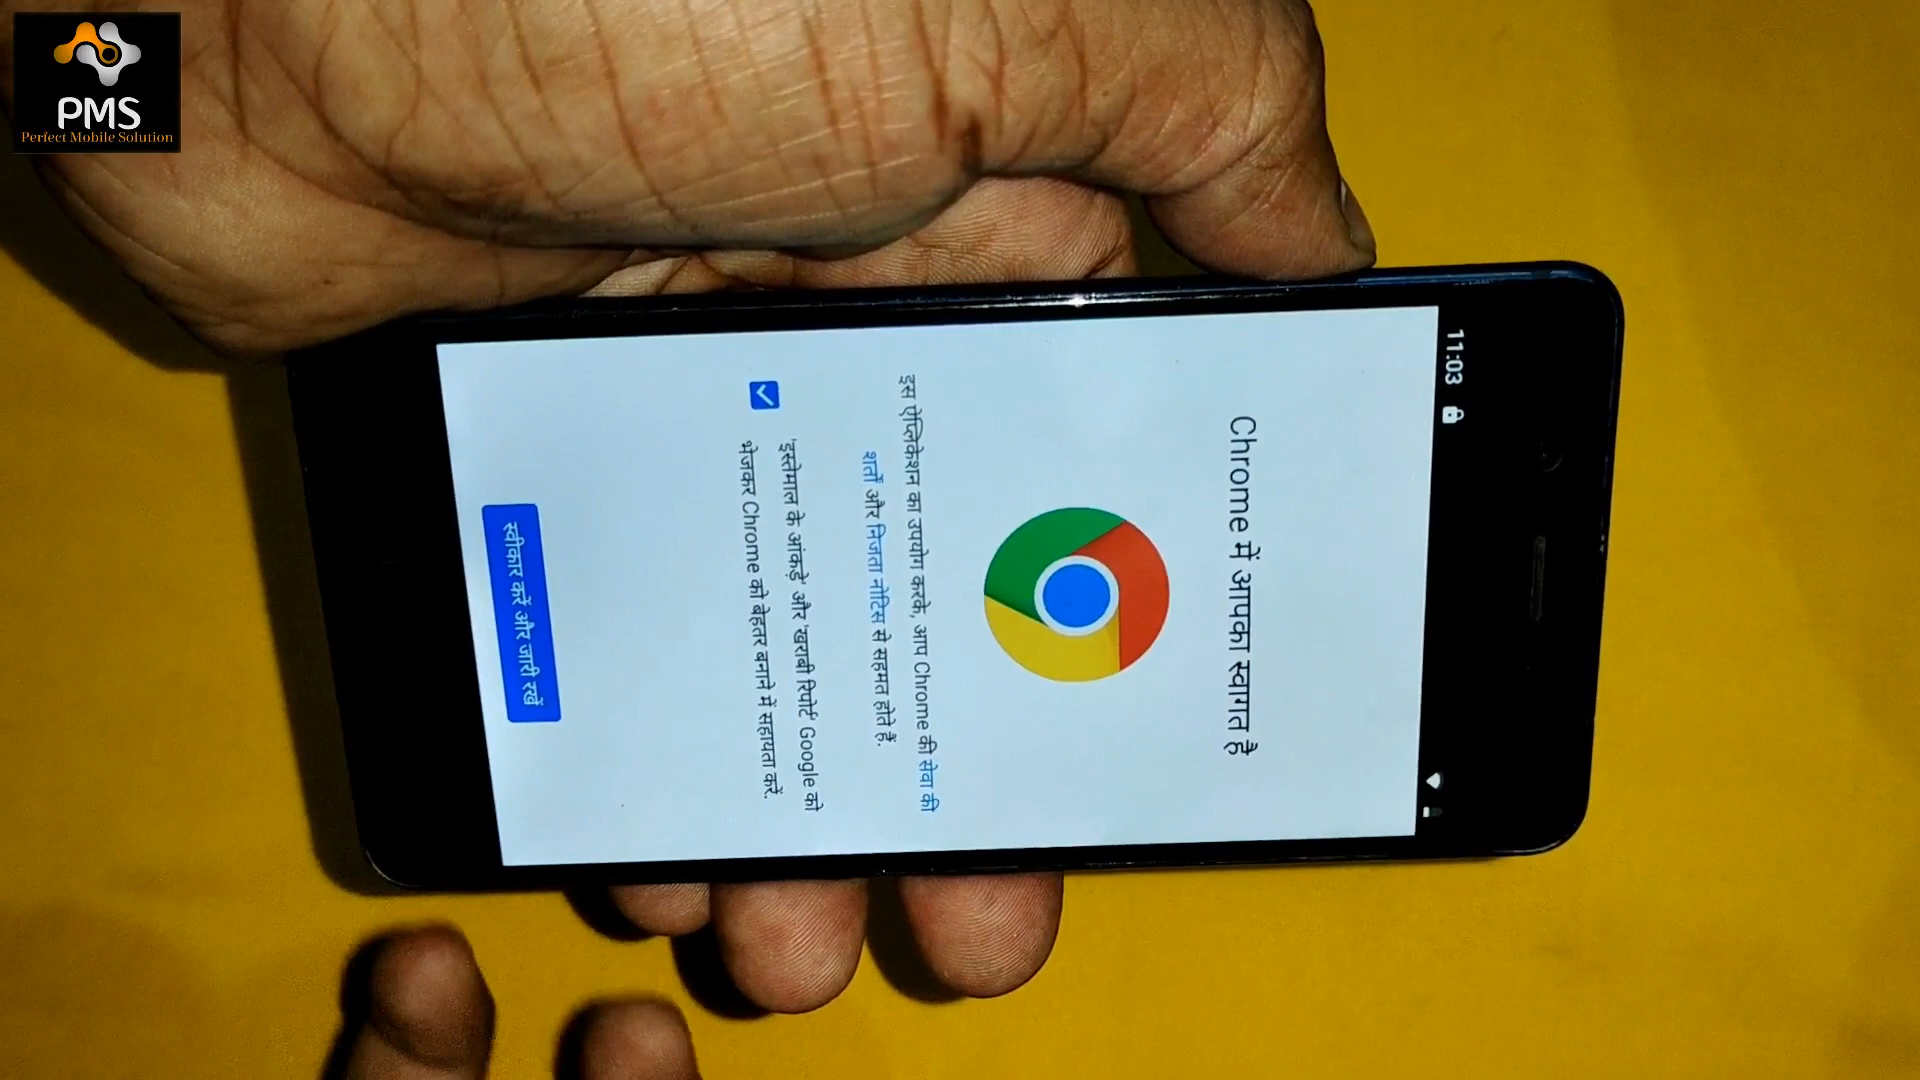 PMS
Perfect Mobile Solution
11:03
Chrome में आपका स्वागत है
इस ऐप्लिकेशन का उपयोग करके, आप Chrome की सेवा की
शर्तों और निजता नोटिस से सहमत होते हैं.
'इस्तेमाल के आंकड़े' और 'खराबी रिपोर्ट' Google को
भेजकर Chrome को बेहतर बनाने में सहायता करें.
स्वीकार करें और जारी रखें